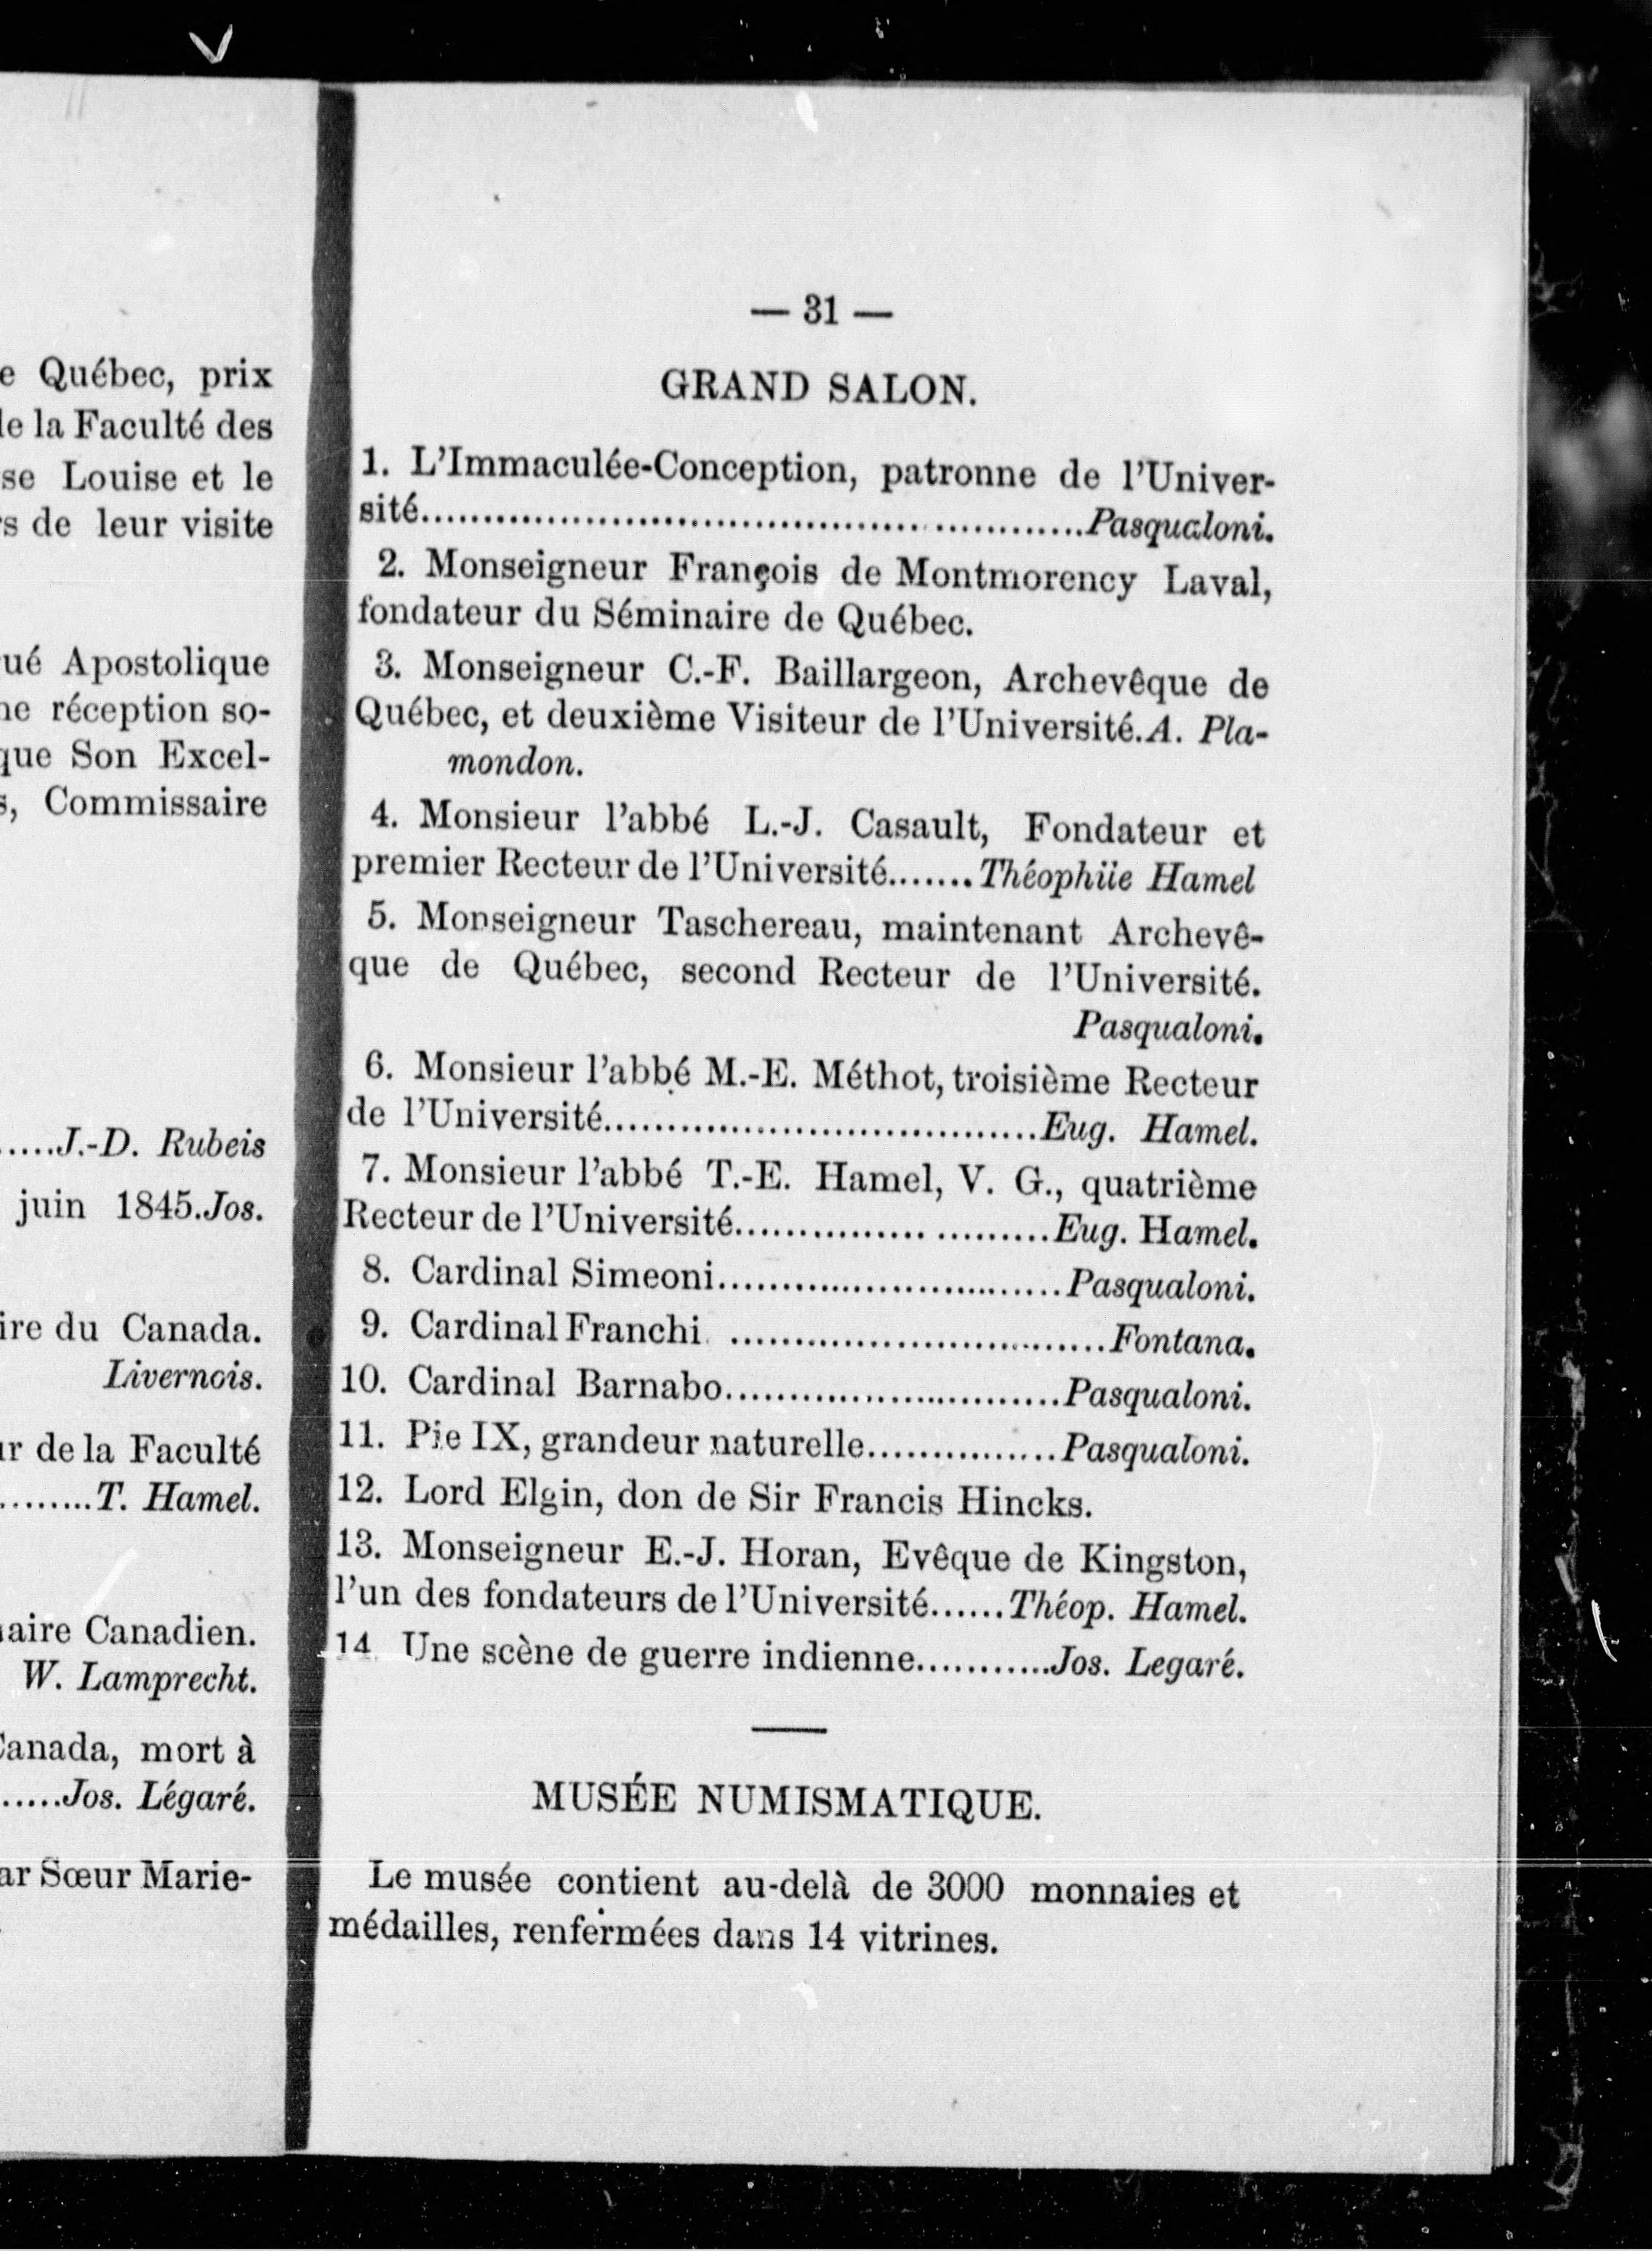 e Québec, prix
de la Faculté des
se Louise et le
s de leur visite
ué Apostolique
ne réception so-
que Son Excel-
s, Commissaire
.....J.-D. Rubeis
juin 1845.Jos.
ire du Canada.
Livernois.
ur de la Faculté
.........T. Hamel.
aire Canadien.
W. Lamprecht.
Canada, mort à
.....Jos. Légaré.
ar Sœur Marie-
— 31 —
GRAND SALON.
1. L'Immaculée-Conception, patronne de l'Univer-
sité......................................................Pasqualoni.
2. Monseigneur François de Montmorency Laval,
fondateur du Séminaire de Québec.
3. Monseigneur C.-F. Baillargeon, Archevêque de
Québec, et deuxième Visiteur de l'Université.A. Pla-
mondon.
4. Monsieur l'abbé L.-J. Casault, Fondateur et
premier Recteur de l'Université.......Théophile Hamel
5. Monseigneur Taschereau, maintenant Archevê-
que de Québec, second Recteur de l'Université.
Pasqualoni.
6. Monsieur l'abbé M.-E. Méthot, troisième Recteur
de l'Université...................................Eug. Hamel.
7. Monsieur l'abbé T.-E. Hamel, V. G., quatrième
Recteur de l'Université............... .........Eug. Hamel.
8. Cardinal Simeoni............................Pasqualoni.
9. Cardinal Franchi ..............................Fontana.
10. Cardinal Barnabo...........................Pasqualoni.
11. Pie IX, grandeur naturelle...............Pasqualoni.
12. Lord Elgin, don de Sir Francis Hincks.
13. Monseigneur E.-J. Horan, Evêque de Kingston,
l'un des fondateurs de l'Université......Théop. Hamel.
14. Une scène de guerre indienne...........Jos. Legaré.
MUSÉE NUMISMATIQUE.
Le musée contient au-delà de 3000 monnaies et
médailles, renfermées dans 14 vitrines.